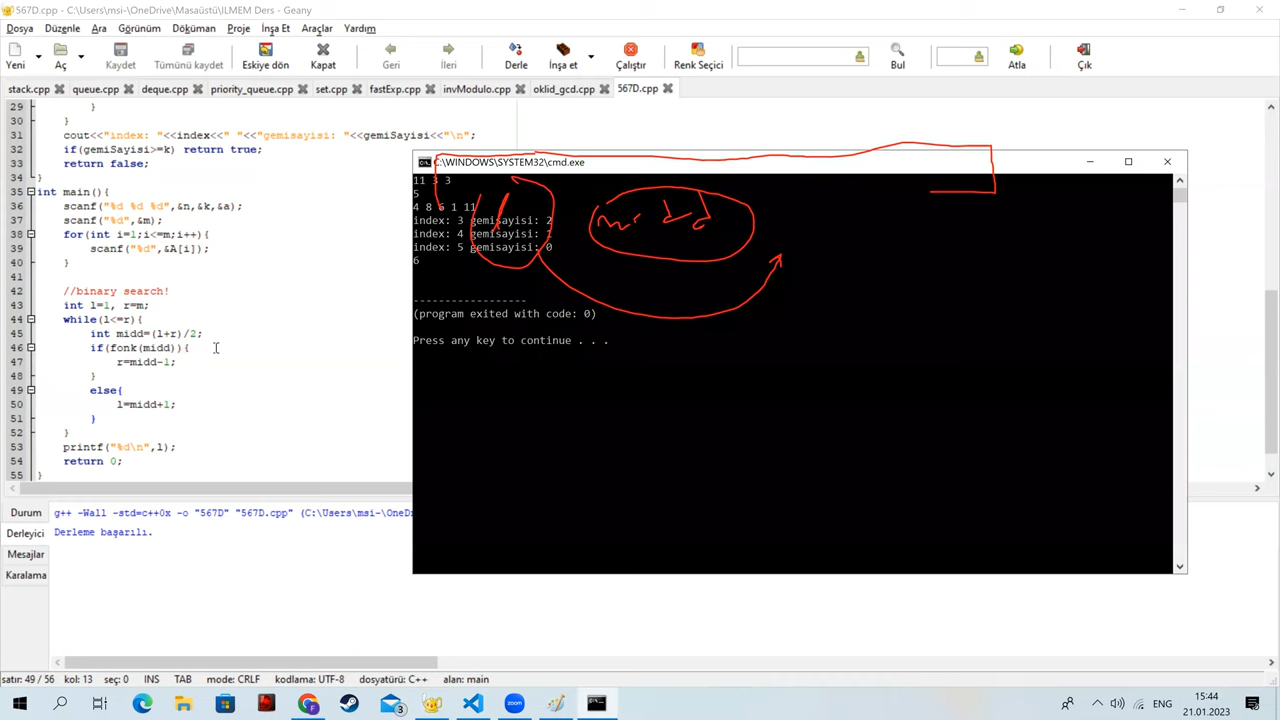 567D.cpp - C:\Users\msi-\OneDrive\Masaüstü\ILMEM Ders - Geany
Dosya Düzenle Ara Görünüm Döküman Proje İnşa Et Araçlar Yardım
Yeni Aç Kaydet Tümünü kaydet Eskiye dön Kapat Geri İleri Derle İnşa et Çalıştır Renk Seçici Bul Atla Çık
stack.cpp queue.cpp deque.cpp priority_queue.cpp set.cpp fastExp.cpp invModulo.cpp oklid_gcd.cpp 567D.cpp
29 }
30 }
31 cout<<"index: "<<index<<" "<<"gemisayisi: "<<gemiSayisi<<"\n";
32 if(gemiSayisi>=k) return true;
33 return false;
34 }
35 int main(){
36 scanf("%d %d %d",&n,&k,&a);
37 scanf("%d",&m);
38 for(int i=1;i<=m;i++){
39 scanf("%d",&A[i]);
40 }
41
42 //binary search!
43 int l=1, r=m;
44 while(l<=r){
45 int midd=(l+r)/2;
46 if(fonk(midd)){
47 r=midd-1;
48 }
49 else{
50 l=midd+1;
51 }
52 }
53 printf("%d\n",l);
54 return 0;
55 }
C:\WINDOWS\SYSTEM32\cmd.exe
11 3 3
5
4 8 6 1 11
index: 3 gemisayisi: 2
index: 4 gemisayisi: 1
index: 5 gemisayisi: 0
6
------------------
(program exited with code: 0)
Press any key to continue . . .
l
midd
Durum
Derleyici
Mesajlar
Karalama
g++ -Wall -std=c++0x -o "567D" "567D.cpp" (C:\Users\msi-\OneDri
Derleme başarılı.
satır: 49 / 56 kol: 13 seç: 0 INS TAB mode: CRLF kodlama: UTF-8 dosyatürü: C++ alan: main
3
ENG
15:44
21.01.2023